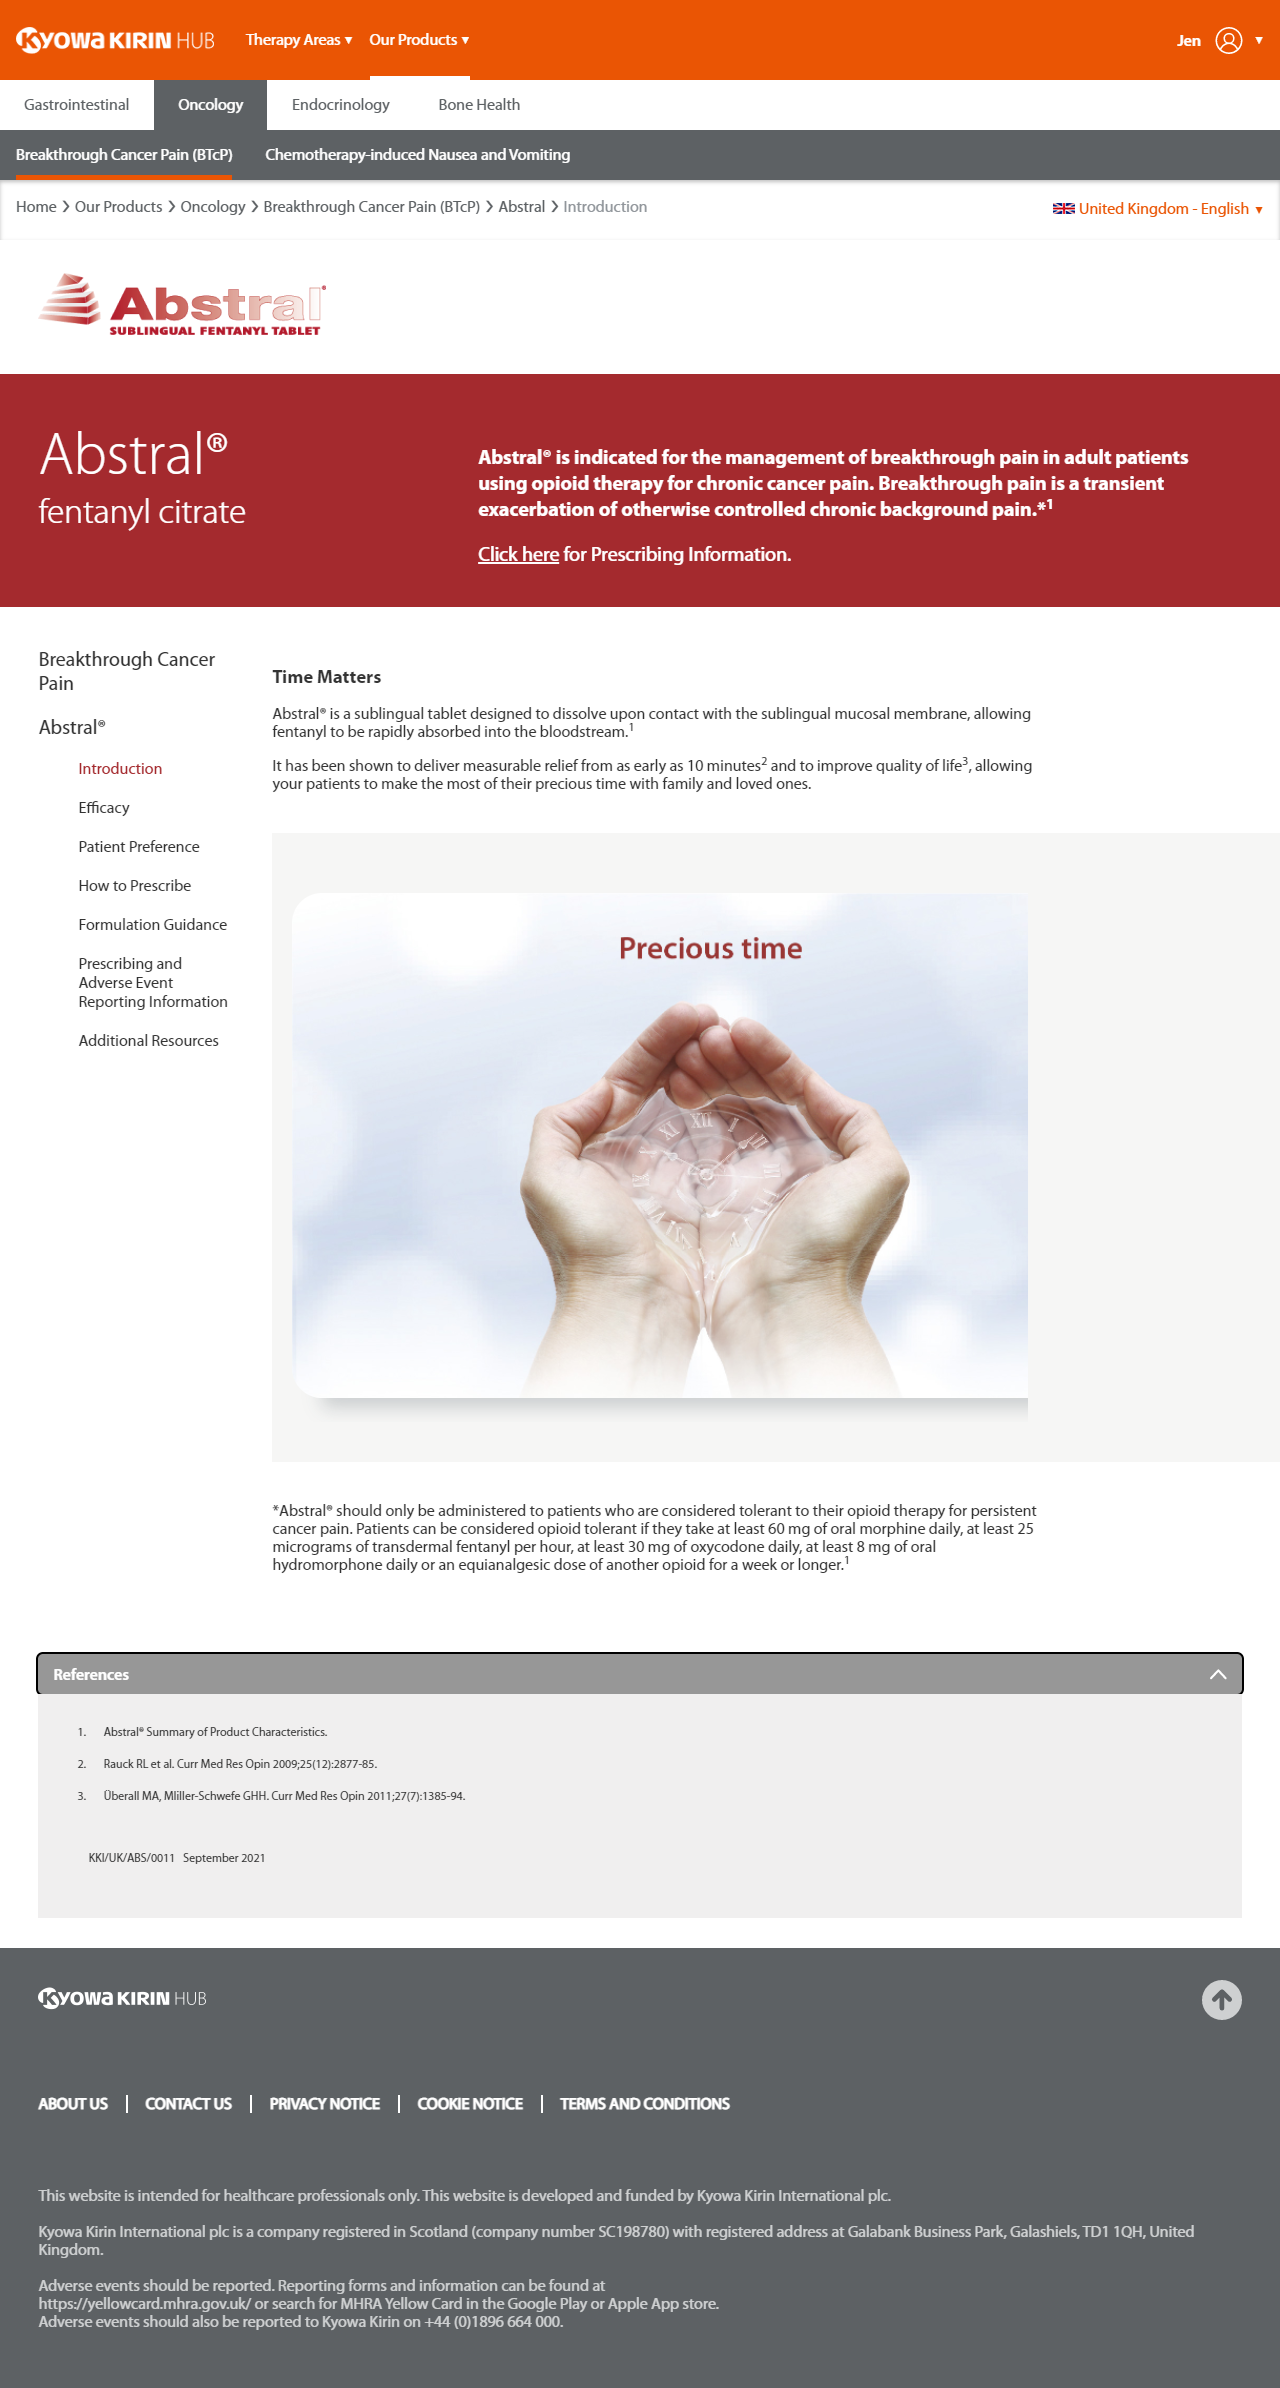 KYOWA KIRIN HUB
Therapy Areas ▼
Our Products ▼
Jen ▼
Gastrointestinal
Oncology
Endocrinology
Bone Health
Breakthrough Cancer Pain (BTcP)
Chemotherapy-induced Nausea and Vomiting
Home > Our Products > Oncology > Breakthrough Cancer Pain (BTcP) > Abstral > Introduction
United Kingdom - English ▼
Abstral®
SUBLINGUAL FENTANYL TABLET
Abstral®
fentanyl citrate
Abstral® is indicated for the management of breakthrough pain in adult patients
using opioid therapy for chronic cancer pain. Breakthrough pain is a transient
exacerbation of otherwise controlled chronic background pain.*1
Click here for Prescribing Information.
Breakthrough Cancer
Pain
Abstral®
Introduction
Efficacy
Patient Preference
How to Prescribe
Formulation Guidance
Prescribing and
Adverse Event
Reporting Information
Additional Resources
Time Matters
Abstral® is a sublingual tablet designed to dissolve upon contact with the sublingual mucosal membrane, allowing
fentanyl to be rapidly absorbed into the bloodstream.1
It has been shown to deliver measurable relief from as early as 10 minutes2 and to improve quality of life3, allowing
your patients to make the most of their precious time with family and loved ones.
Precious time
XI XII I II
*Abstral® should only be administered to patients who are considered tolerant to their opioid therapy for persistent
cancer pain. Patients can be considered opioid tolerant if they take at least 60 mg of oral morphine daily, at least 25
micrograms of transdermal fentanyl per hour, at least 30 mg of oxycodone daily, at least 8 mg of oral
hydromorphone daily or an equianalgesic dose of another opioid for a week or longer.1
References
1. Abstral® Summary of Product Characteristics.
2. Rauck RL et al. Curr Med Res Opin 2009;25(12):2877-85.
3. Überall MA, Mliller-Schwefe GHH. Curr Med Res Opin 2011;27(7):1385-94.
KKI/UK/ABS/0011 September 2021
KYOWA KIRIN HUB
ABOUT US | CONTACT US | PRIVACY NOTICE | COOKIE NOTICE | TERMS AND CONDITIONS
This website is intended for healthcare professionals only. This website is developed and funded by Kyowa Kirin International plc.
Kyowa Kirin International plc is a company registered in Scotland (company number SC198780) with registered address at Galabank Business Park, Galashiels, TD1 1QH, United
Kingdom.
Adverse events should be reported. Reporting forms and information can be found at
https://yellowcard.mhra.gov.uk/ or search for MHRA Yellow Card in the Google Play or Apple App store.
Adverse events should also be reported to Kyowa Kirin on +44 (0)1896 664 000.